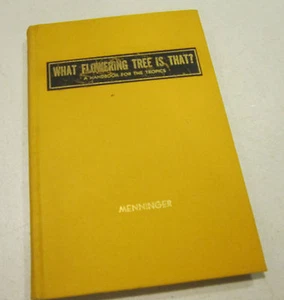 WHAT FLOWERING TREE IS THAT?
A HANDBOOK FOR THE TROPICS
MENNINGER